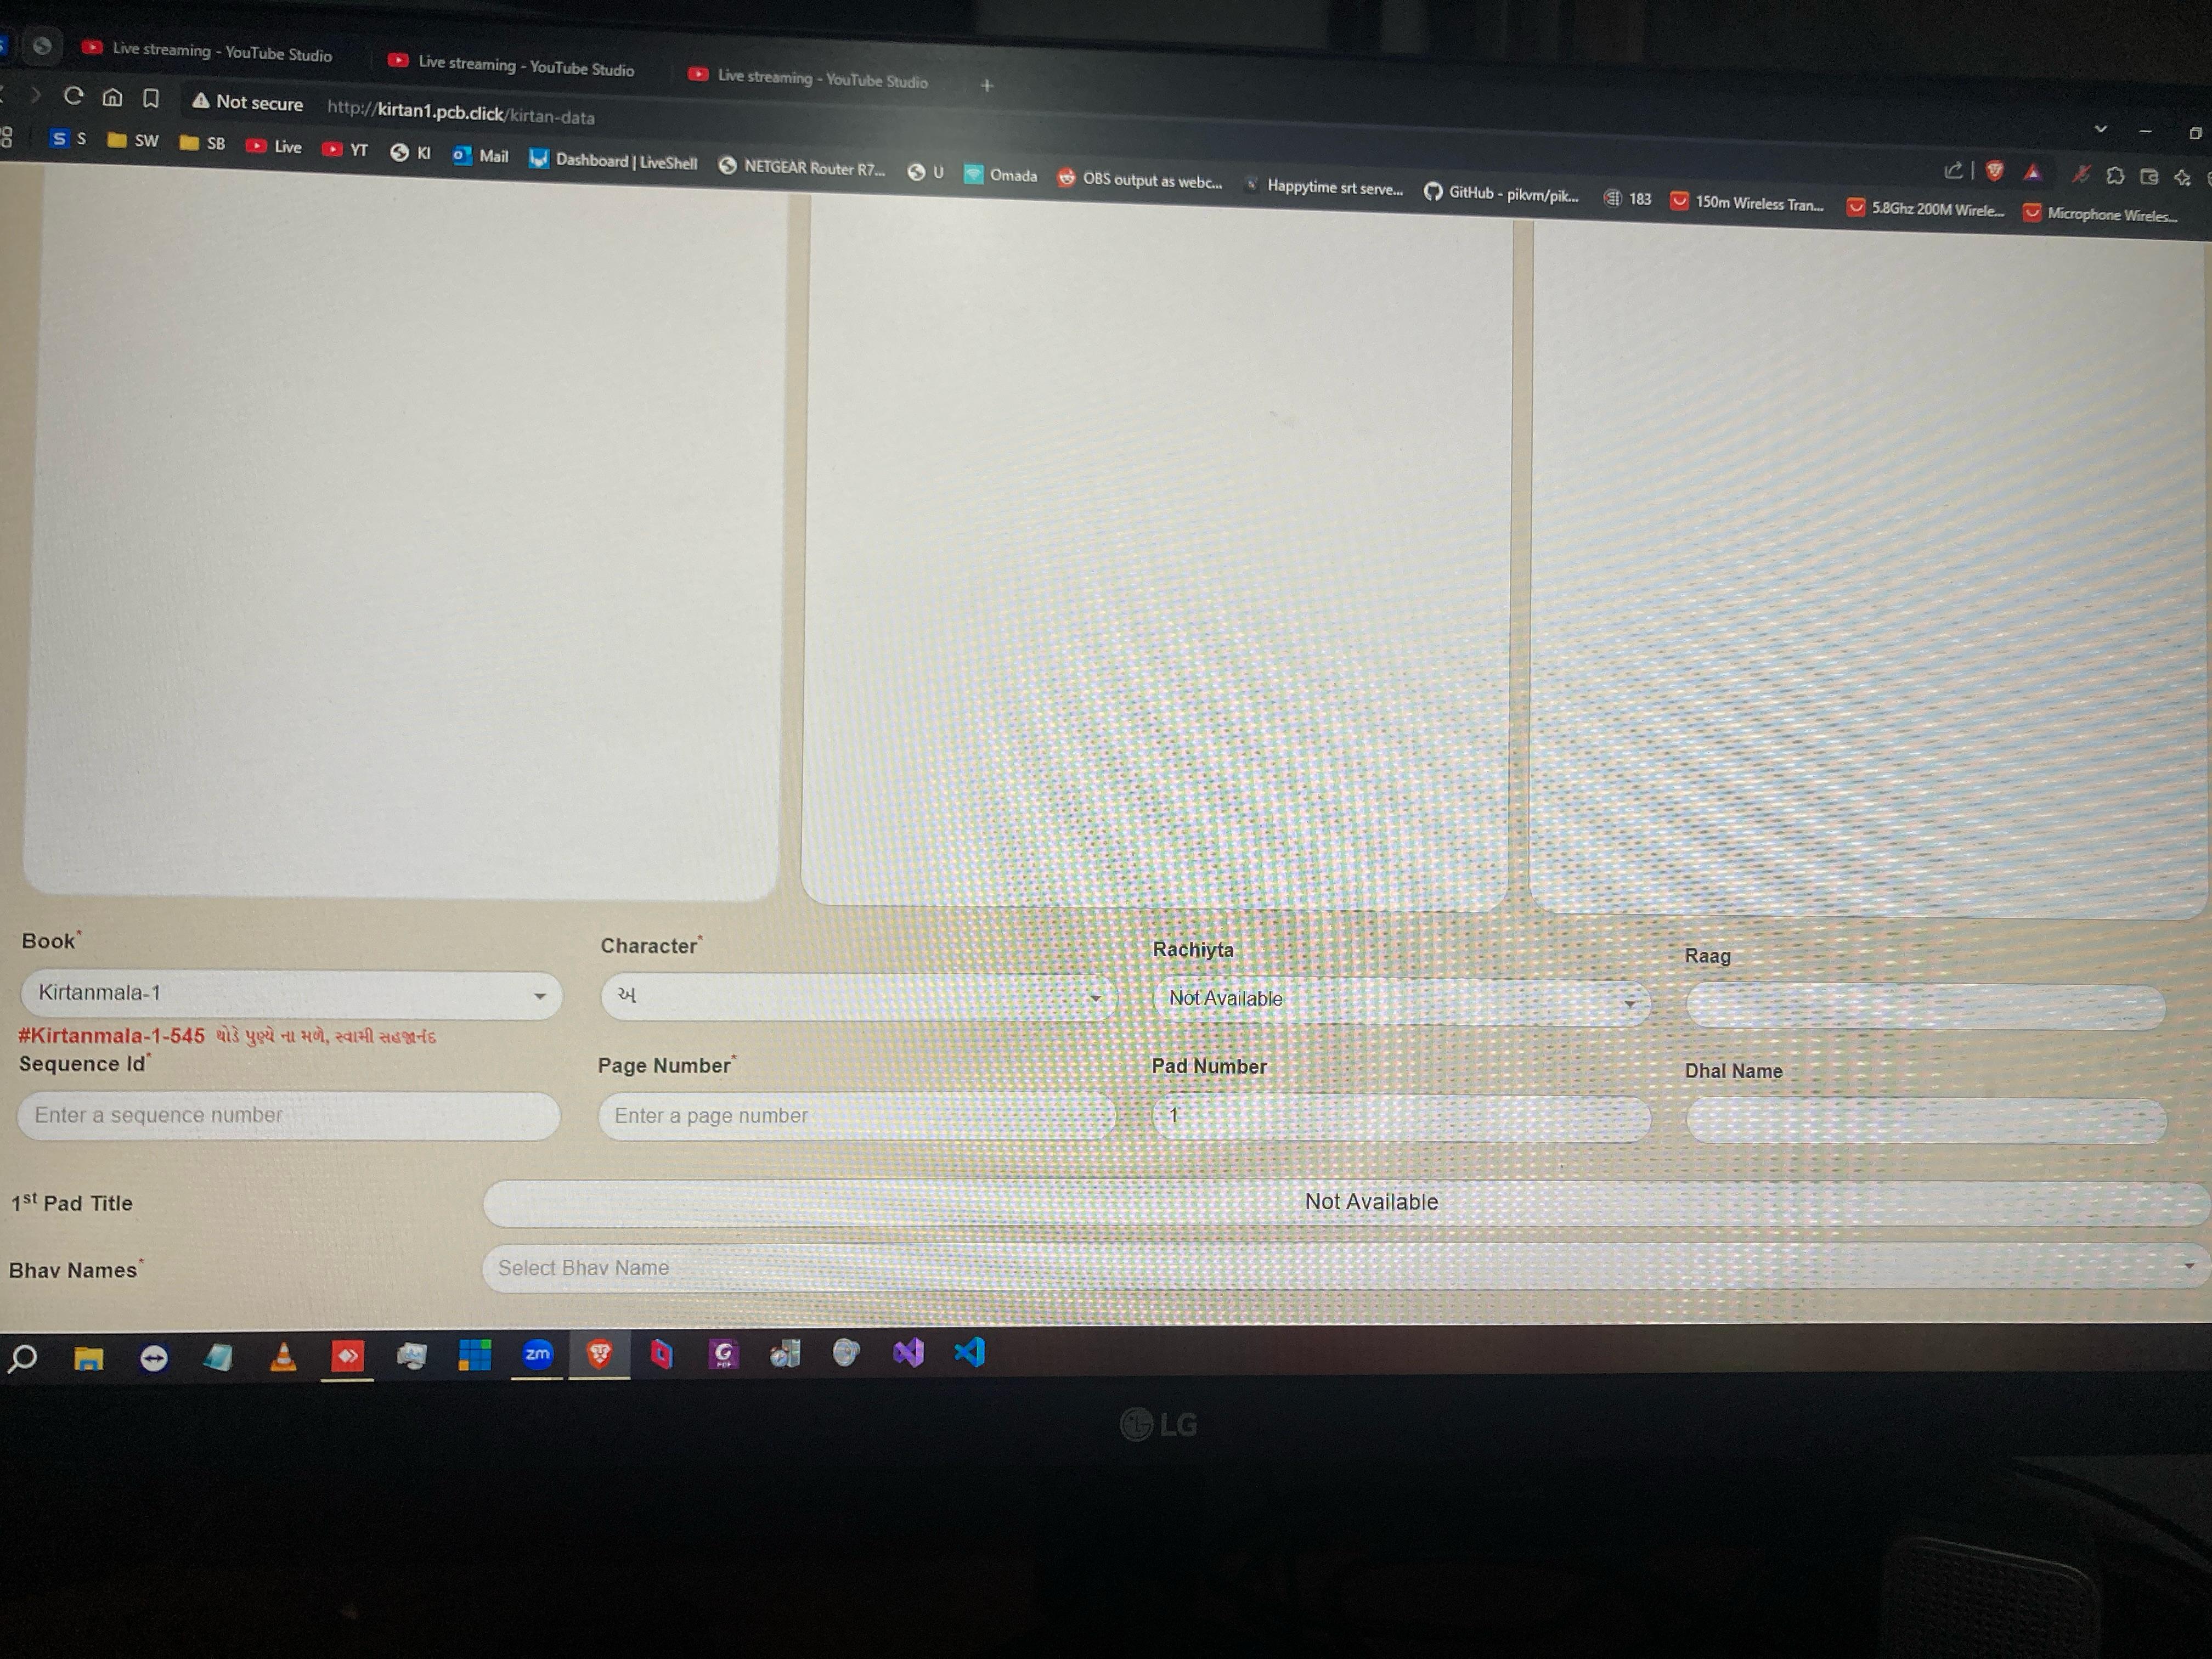 Live streaming - YouTube Studio
Live streaming - YouTube Studio
Live streaming - YouTube Studio
Not secure http://kirtan1.pcb.click/kirtan-data
S S SW SB Live YT KI Mail Dashboard | LiveShell NETGEAR Router R7... U Omada OBS output as webc... Happytime srt serve... GitHub - pikvm/pik... 183 150m Wireless Tran... 5.8Ghz 200M Wirele... Microphone Wireles...
Book* Character* Rachiyta Raag
Kirtanmala-1 અ Not Available
#Kirtanmala-1-545 થોડે પુણ્યે ના મળે, સ્વામી સહજાનંદ
Sequence Id* Page Number* Pad Number Dhal Name
Enter a sequence number Enter a page number 1
1st Pad Title Not Available
Bhav Names* Select Bhav Name
zm
LG